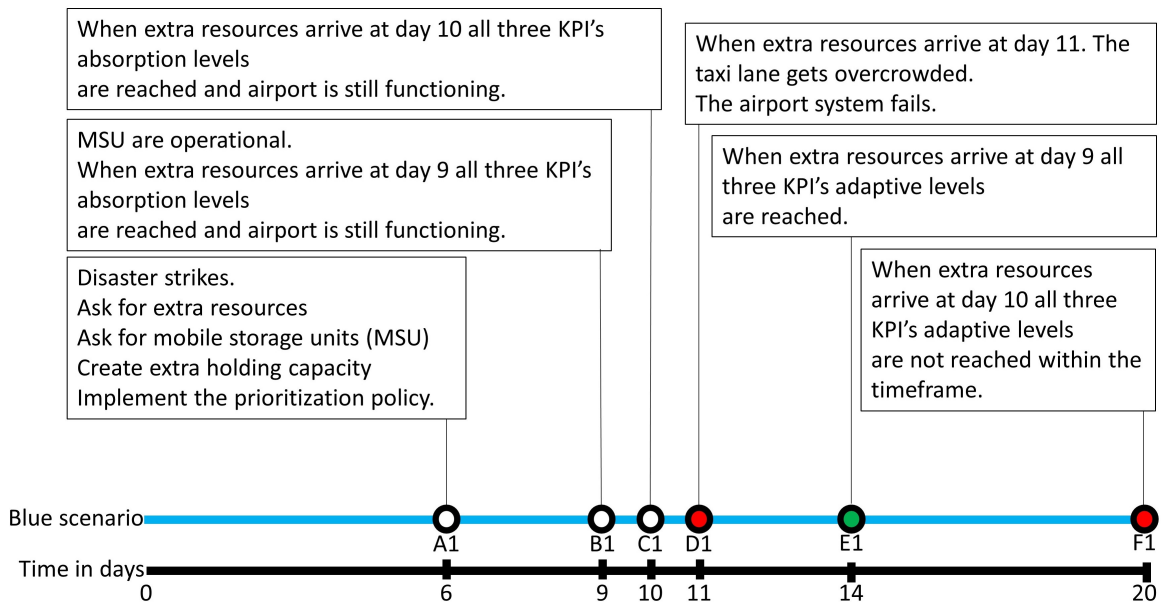 When extra resources arrive at day 10 all three KPI's
absorption levels
are reached and airport is still functioning.
MSU are operational.
When extra resources arrive at day 9 all three KPI's
absorption levels
are reached and airport is still functioning.
Disaster strikes.
Ask for extra resources
Ask for mobile storage units (MSU)
Create extra holding capacity
Implement the prioritization policy.
When extra resources arrive at day 11. The
taxi lane gets overcrowded.
The airport system fails.
When extra resources arrive at day 9 all
three KPI's adaptive levels
are reached.
When extra resources
arrive at day 10 all three
KPI's adaptive levels
are not reached within the
timeframe.
Blue scenario
A1 B1 C1 D1 E1 F1
Time in days
0 6 9 10 11 14 20